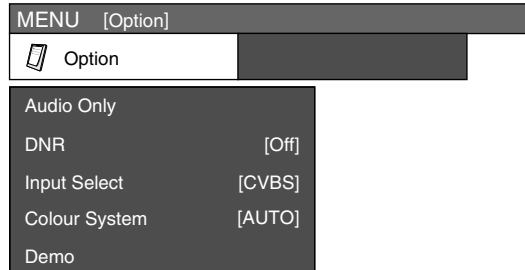 MENU [Option]
Option
Audio Only
DNR [Off]
Input Select [CVBS]
Colour System [AUTO]
Demo